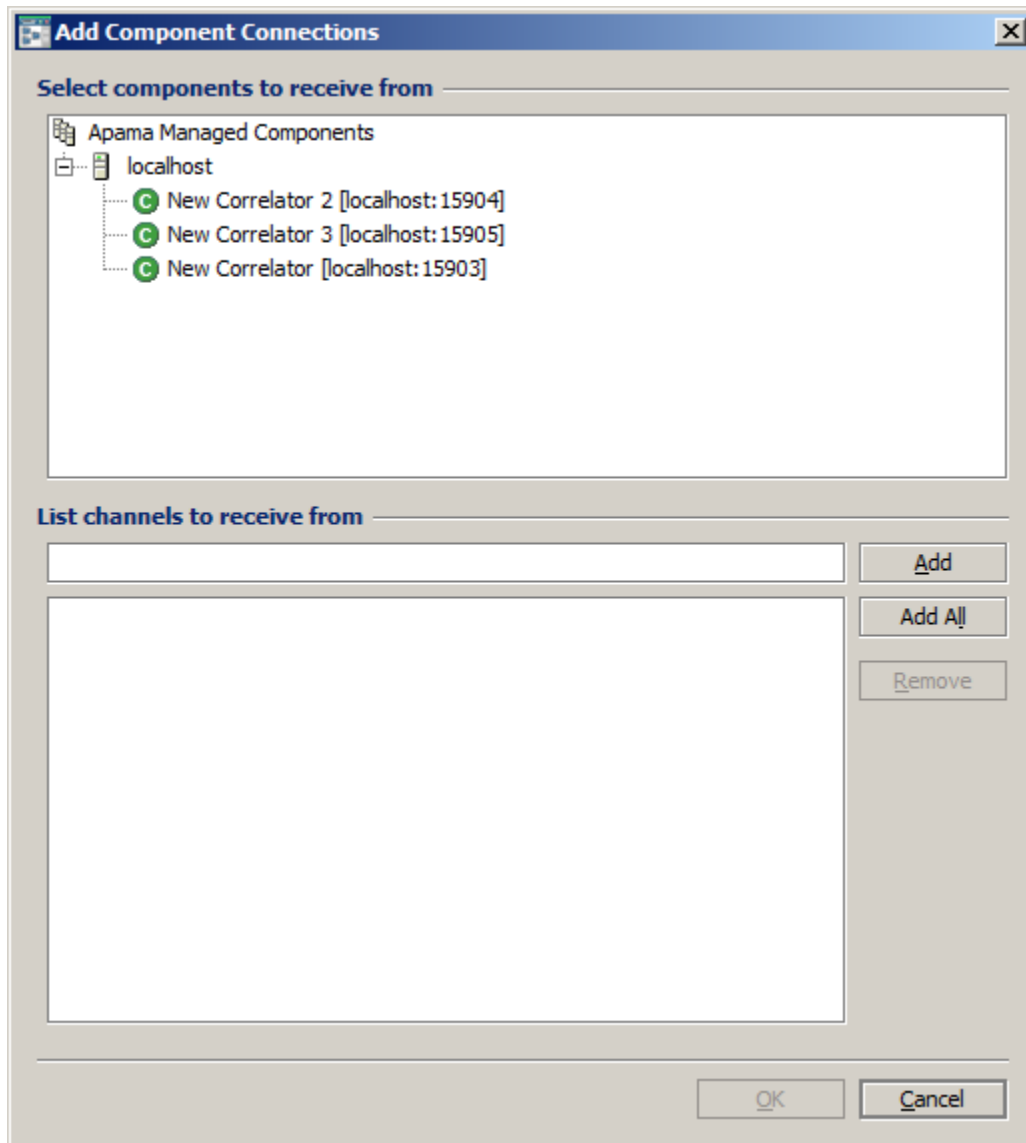 Add Component Connections
Select components to receive from
Apama Managed Components
localhost
C New Correlator 2 [localhost:15904]
C New Correlator 3 [localhost:15905]
C New Correlator [localhost:15903]
List channels to receive from
Add
Add All
Remove
OK
Cancel